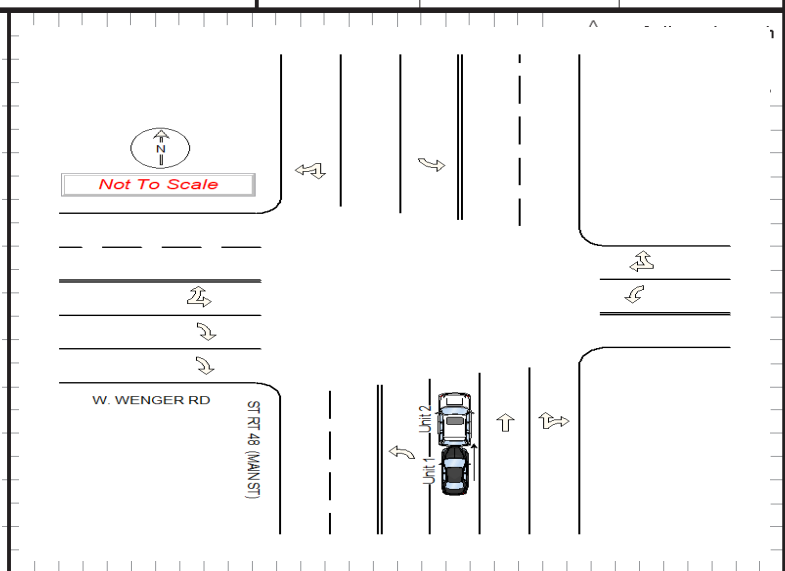 N
Not To Scale
W. WENGER RD
ST RT 48 (MAIN ST)
Unit 2
Unit 1